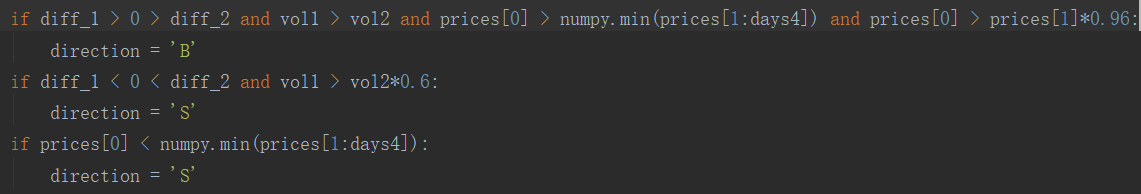 if diff_1 > 0 > diff_2 and vol1 > vol2 and prices[0] > numpy.min(prices[1:days4]) and prices[0] > prices[1]*0.96:
    direction = 'B'
if diff_1 < 0 < diff_2 and vol1 > vol2*0.6:
    direction = 'S'
if prices[0] < numpy.min(prices[1:days4]):
    direction = 'S'